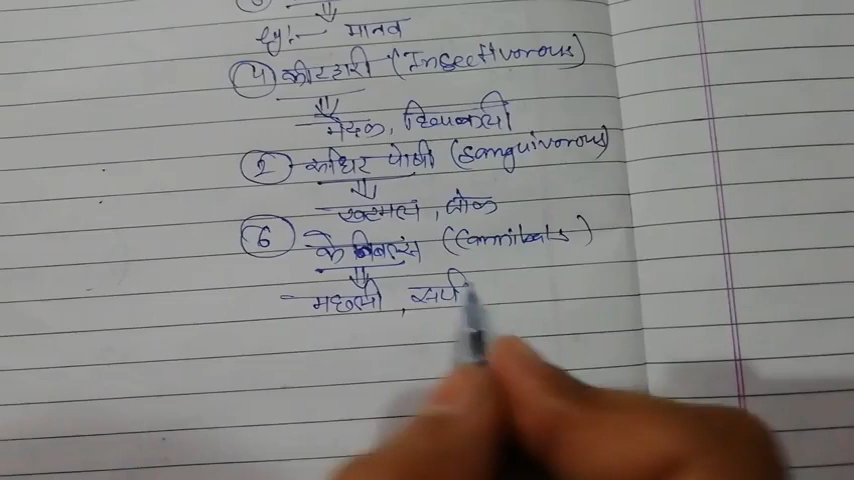 Eg:- मानव
(4) कीटहारी (Insectivorous)
मेंढक, छिपकली
(5) रूधिर पोषी (Sanguivorous)
खटमल, जोंक
(6) केनिबल्स (Cannibals)
मछली, सर्प